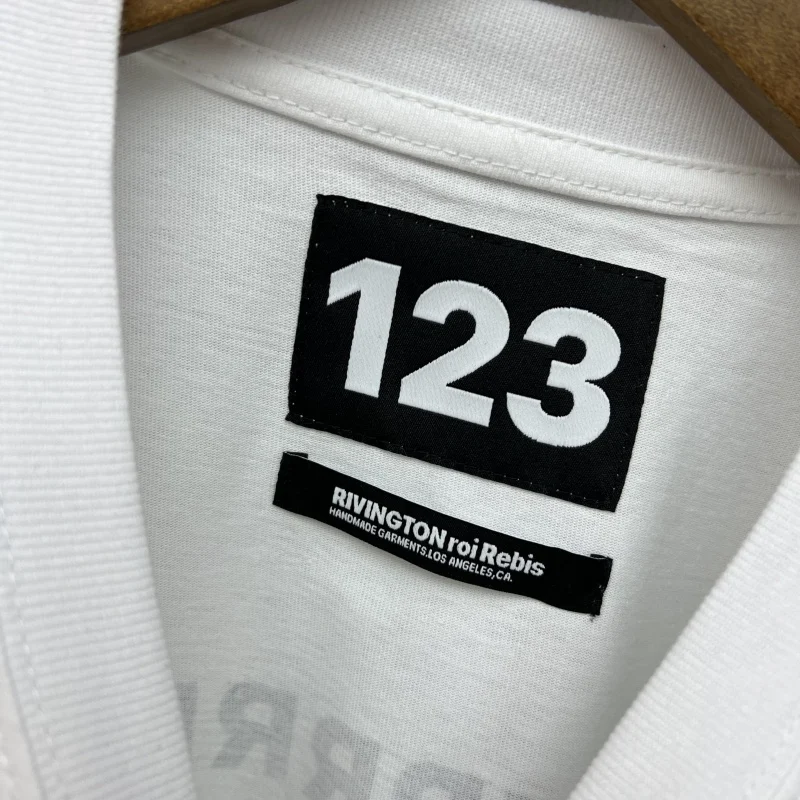 123
RIVINGTON roi Rebis
HANDMADE GARMENTS.LOS ANGELES,CA.